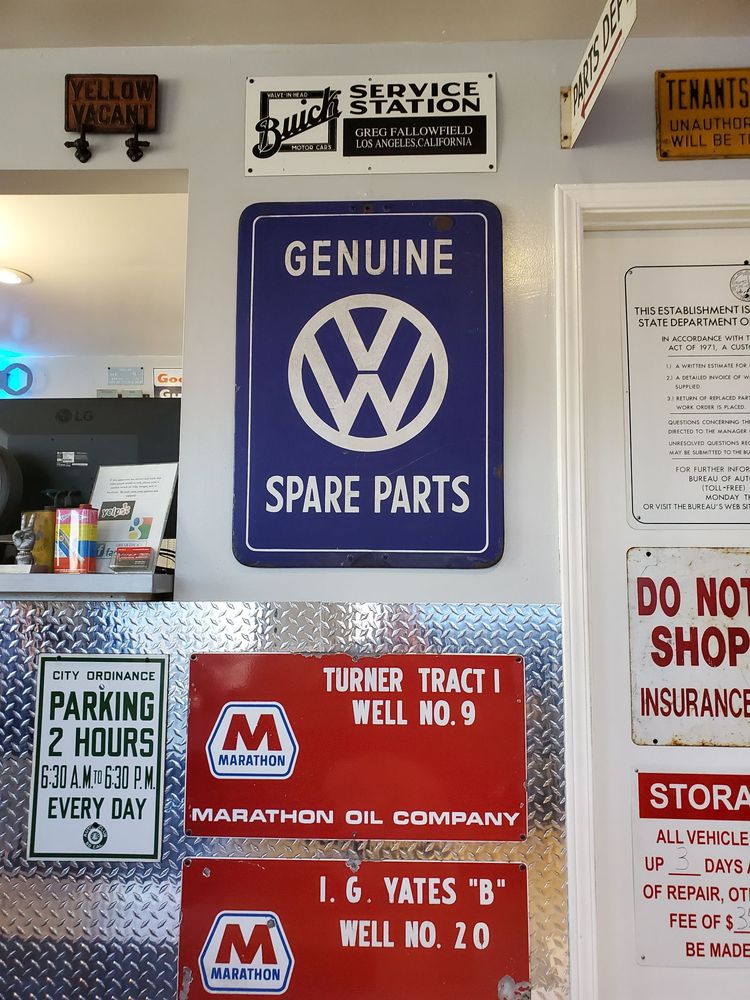 YELLOW
VACANT
VALVE-IN-HEAD
Buick
MOTOR CARS
SERVICE
STATION
GREG FALLOWFIELD
LOS ANGELES, CALIFORNIA
PARTS DEP
TENANTS
UNAUTHOR
WILL BE T
GENUINE
VW
SPARE PARTS
LG
yelp
THIS ESTABLISHMENT IS
STATE DEPARTMENT O
IN ACCORDANCE WITH T
ACT OF 1971, A CUSTO
1.) A WRITTEN ESTIMATE FOR
2.) A DETAILED INVOICE OF W
SUPPLIED.
3.) RETURN OF REPLACED PART
WORK ORDER IS PLACED.
QUESTIONS CONCERNING THE
DIRECTED TO THE MANAGER
UNRESOLVED QUESTIONS REG
MAY BE SUBMITTED TO THE BU
FOR FURTHER INFOR
BUREAU OF AUTO
(TOLL-FREE)
MONDAY TH
OR VISIT THE BUREAU'S WEB SIT
DO NOT
SHOP
INSURANCE
STORA
ALL VEHICLE
UP 3 DAYS A
OF REPAIR, OT
FEE OF $ 3
BE MADE
CITY ORDINANCE
PARKING
2 HOURS
6:30 A.M. TO 6:30 P.M.
EVERY DAY
TURNER TRACT 1
WELL NO. 9
M
MARATHON
MARATHON OIL COMPANY
I. G. YATES "B"
WELL NO. 20
M
MARATHON